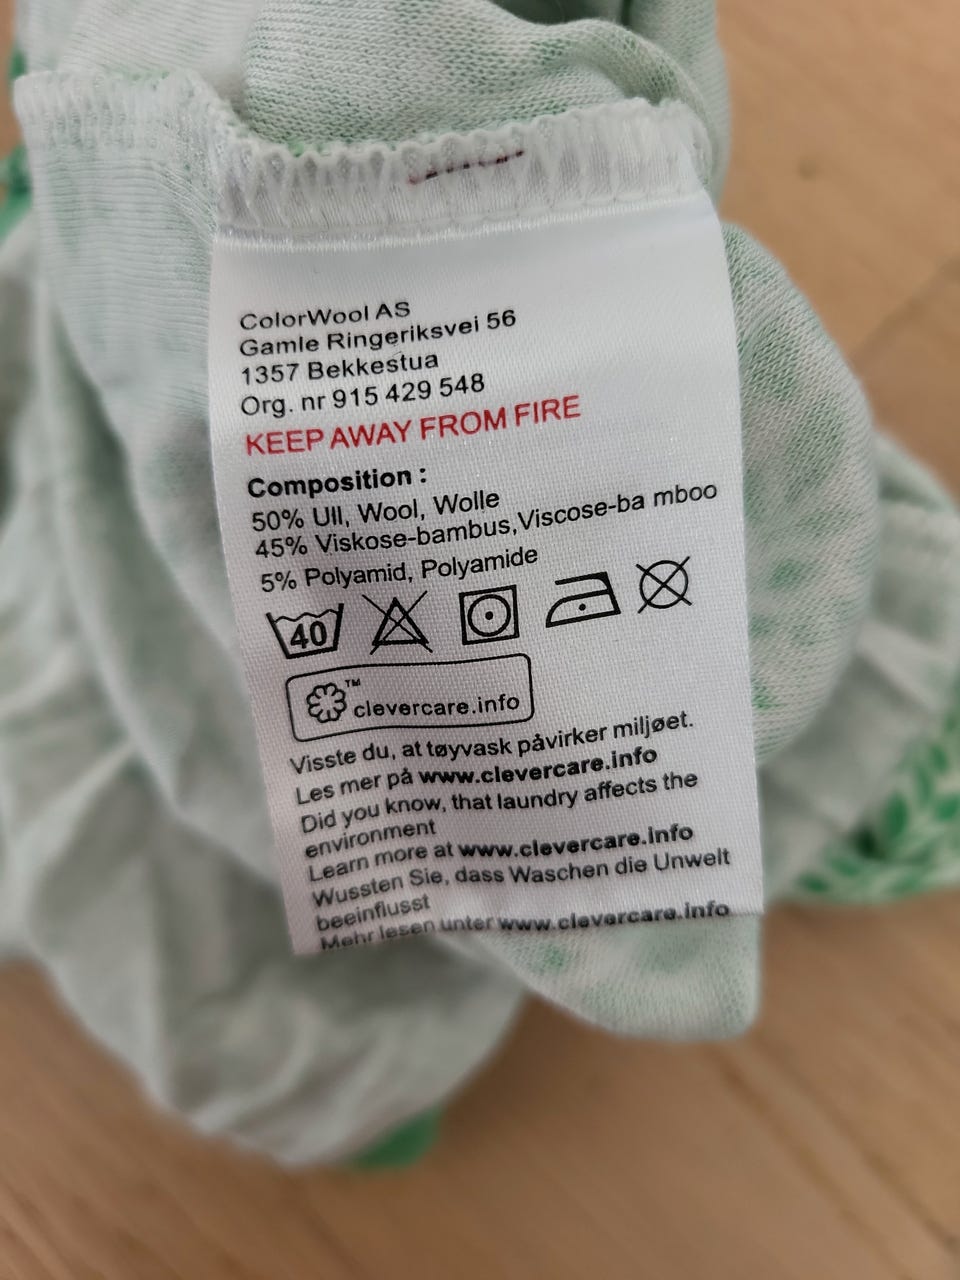 ColorWool AS
Gamle Ringeriksvei 56
1357 Bekkestua
Org. nr 915 429 548
KEEP AWAY FROM FIRE
Composition :
50% Ull, Wool, Wolle
45% Viskose-bambus,Viscose-ba mboo
5% Polyamid, Polyamide
40
™
clevercare.info
Visste du, at tøyvask påvirker miljøet.
Les mer på www.clevercare.info
Did you know, that laundry affects the
environment
Learn more at www.clevercare.info
Wussten Sie, dass Waschen die Unwelt
beeinflusst
Mehr lesen unter www.clevercare.info